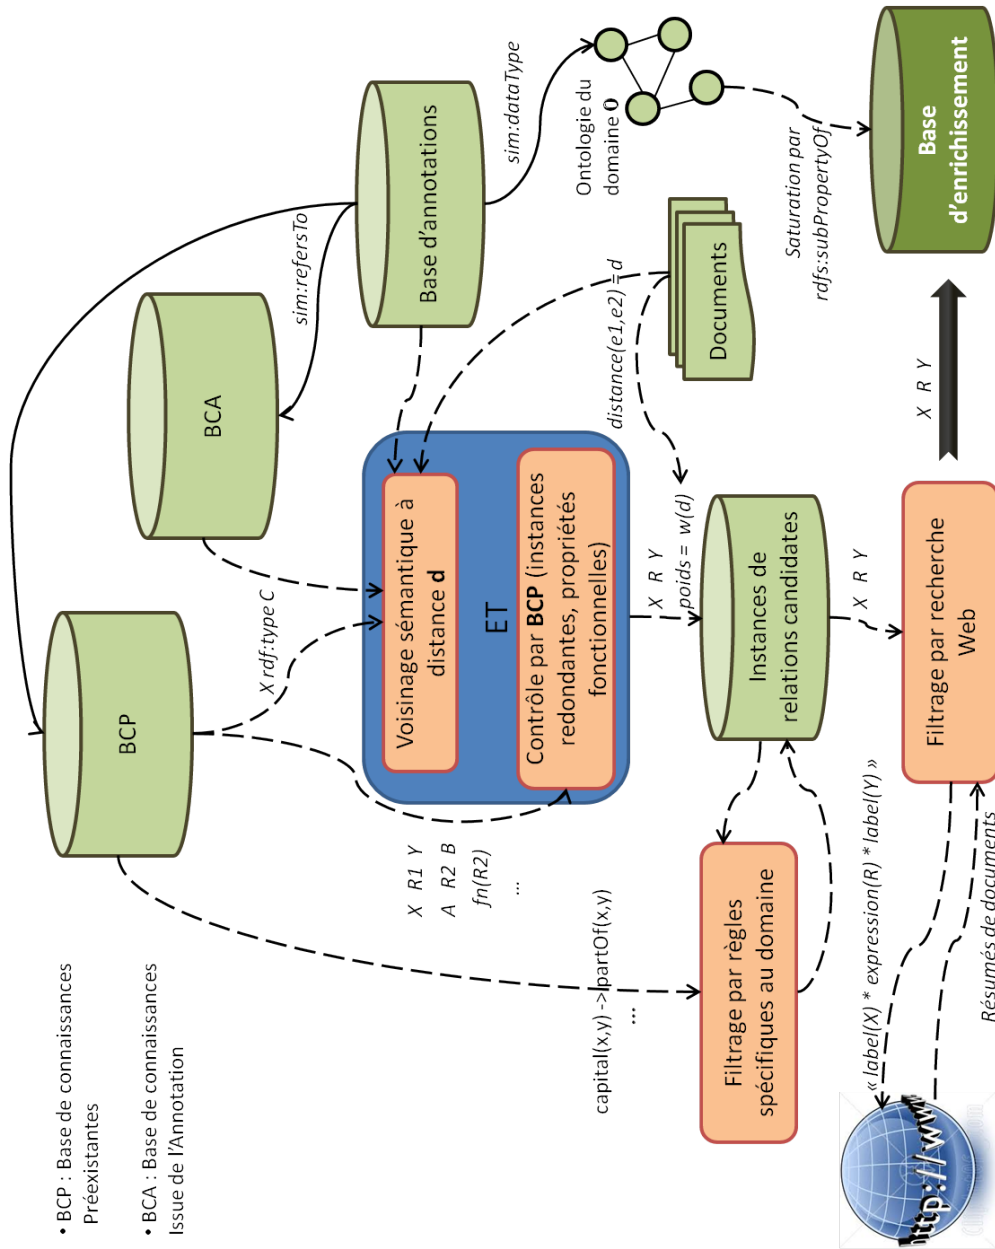 • BCP : Base de connaissances
Préexistantes
• BCA : Base de connaissances
Issue de l'Annotation
BCP
BCA
Base d'annotations
sim:refersTo
sim:dataType
Ontologie du
domaine O
X rdf:type C
Voisinage sémantique à
distance d
ET
Contrôle par BCP (instances
redondantes, propriétés
fonctionnelles)
X R1 Y
A R2 B
fn(R2)
...
distance(e1,e2) = d
Documents
Saturation par
rdfs:subPropertyOf
capital(x,y) -> partOf(x,y)
...
X R Y
poids = w(d)
Filtrage par règles
spécifiques au domaine
Instances de
relations candidates
Base
d'enrichissement
« label(X) * expression(R) * label(Y) »
X R Y
X R Y
Filtrage par recherche
Web
Résumés de documents
http://www